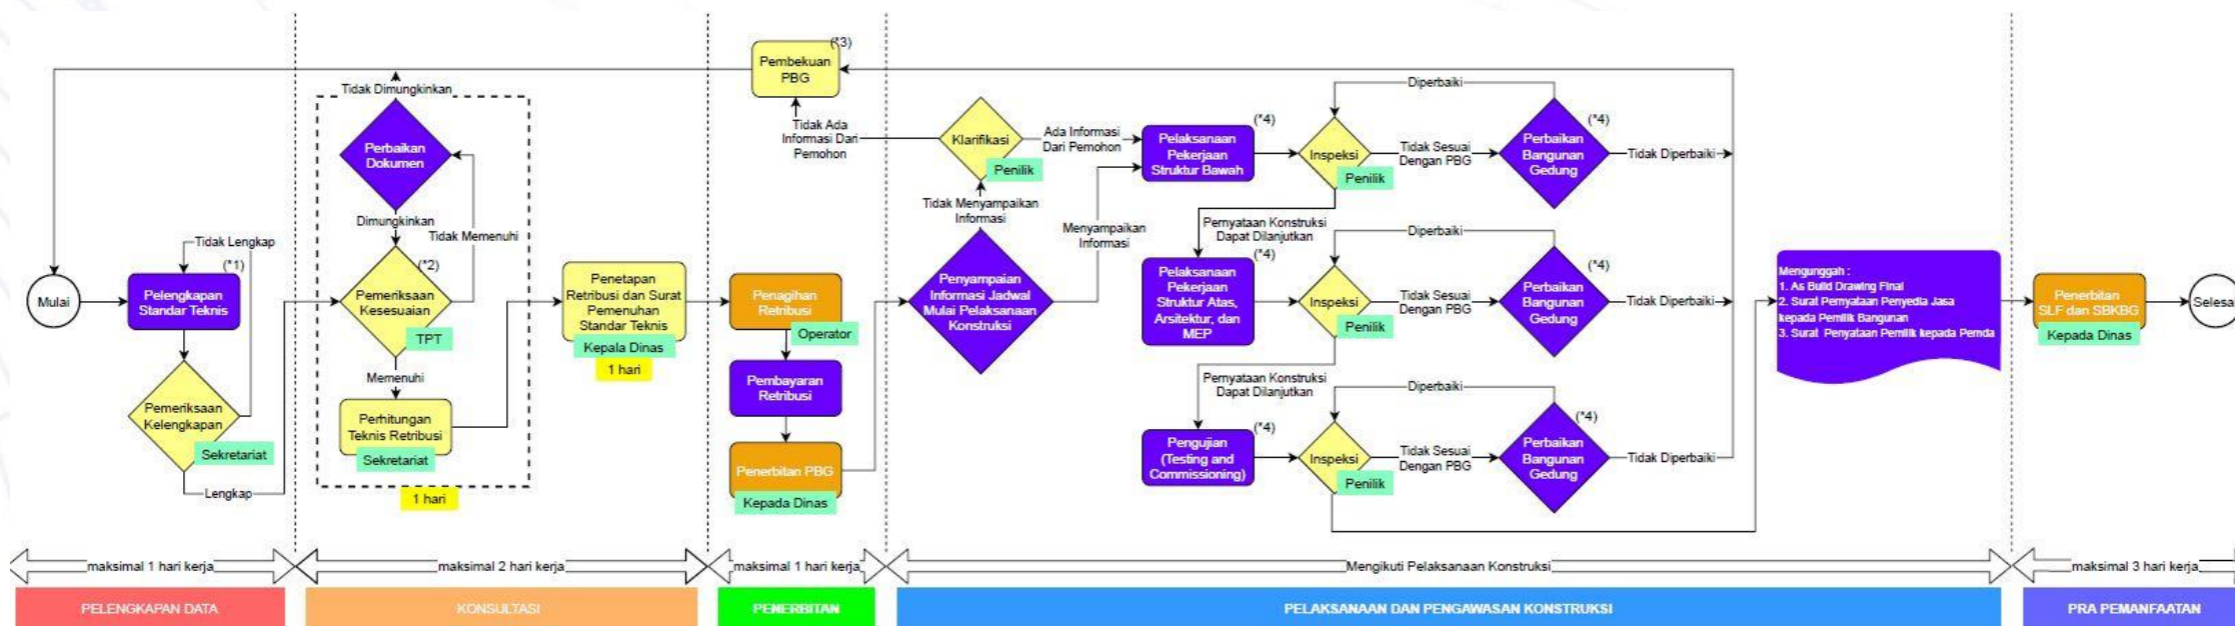 Mulai
Tidak Lengkap
(*1)
Pelengkapan
Standar Teknis
Pemeriksaan
Kelengkapan
Sekretariat
Lengkap
Tidak Dimungkinkan
Perbaikan
Dokumen
Dimungkinkan
Tidak Memenuhi
(*2)
Pemeriksaan
Kesesuaian
TPT
Memenuhi
Perhitungan
Teknis Retribusi
Sekretariat
1 hari
Penetapan
Retribusi dan Surat
Pemenuhan
Standar Teknis
Kepala Dinas
1 hari
(*3)
Pembekuan
PBG
Tidak Ada
Informasi Dari
Pemohon
Penagihan
Retribusi
Operator
Pembayaran
Retribusi
Penerbitan PBG
Kepada Dinas
Klarifikasi
Penilik
Ada Informasi
Dari Pemohon
Tidak Menyampaikan
Informasi
Menyampaikan
Informasi
Penyampaian
Informasi Jadwal
Mulai Pelaksanaan
Konstruksi
(*4)
Pelaksanaan
Pekerjaan
Struktur Bawah
Inspeksi
Penilik
Diperbaiki
Tidak Sesuai
Dengan PBG
(*4)
Perbaikan
Bangunan
Gedung
Tidak Diperbaiki
Pernyataan Konstruksi
Dapat Dilanjutkan
(*4)
Pelaksanaan
Pekerjaan
Struktur Atas,
Arsitektur, dan
MEP
Inspeksi
Penilik
Diperbaiki
Tidak Sesuai
Dengan PBG
(*4)
Perbaikan
Bangunan
Gedung
Tidak Diperbaiki
Pernyataan Konstruksi
Dapat Dilanjutkan
(*4)
Pengujian
(Testing and
Commissioning)
Inspeksi
Penilik
Diperbaiki
Tidak Sesuai
Dengan PBG
(*4)
Perbaikan
Bangunan
Gedung
Tidak Diperbaiki
Mengunggah :
1. As Build Drawing Final
2. Surat Pernyataan Penyedia Jasa
kepada Pemilik Bangunan
3. Surat Penyataan Pemilik kepada Pemda
Penerbitan
SLF dan SBKBG
Kepada Dinas
Selesa
maksimal 1 hari kerja
maksimal 2 hari kerja
maksimal 1 hari kerja
Mengikuti Pelaksanaan Konstruksi
maksimal 3 hari kerja
PELENGKAPAN DATA
KONSULTASI
PENERBITAN
PELAKSANAAN DAN PENGAWASAN KONSTRUKSI
PRA PEMANFAATAN